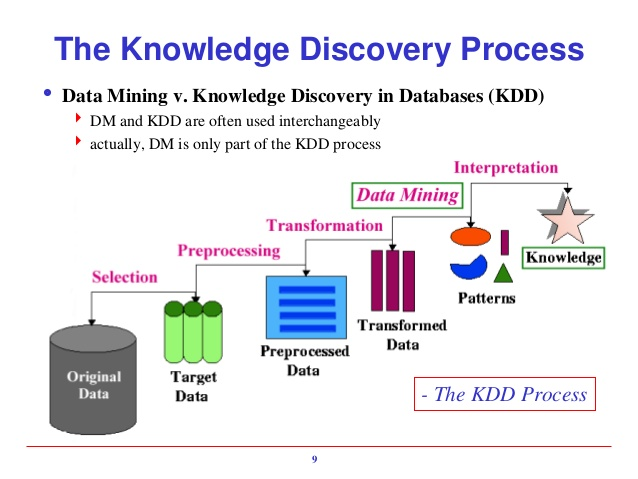 The Knowledge Discovery Process
• Data Mining v. Knowledge Discovery in Databases (KDD)
DM and KDD are often used interchangeably
actually, DM is only part of the KDD process
Interpretation
Data Mining
Transformation
Preprocessing
Selection
Knowledge
Patterns
Transformed
Data
Preprocessed
Data
Target
Data
Original
Data
- The KDD Process
9